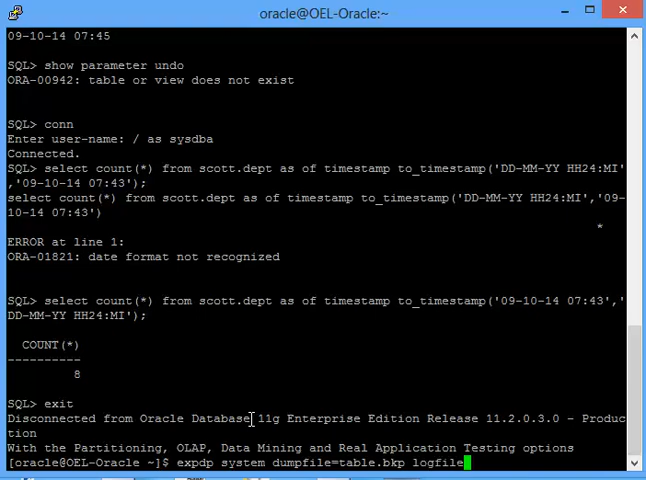 oracle@OEL-Oracle:~
09-10-14 07:45
SQL> show parameter undo
ORA-00942: table or view does not exist
SQL> conn
Enter user-name: / as sysdba
Connected.
SQL> select count(*) from scott.dept as of timestamp to_timestamp('DD-MM-YY HH24:MI'
,'09-10-14 07:43');
select count(*) from scott.dept as of timestamp to_timestamp('DD-MM-YY HH24:MI','09-
10-14 07:43')
*
ERROR at line 1:
ORA-01821: date format not recognized
SQL> select count(*) from scott.dept as of timestamp to_timestamp('09-10-14 07:43','
DD-MM-YY HH24:MI');
COUNT(*)
----------
8
SQL> exit
Disconnected from Oracle Database 11g Enterprise Edition Release 11.2.0.3.0 - Produc
tion
With the Partitioning, OLAP, Data Mining and Real Application Testing options
[oracle@OEL-Oracle ~]$ expdp system dumpfile=table.bkp logfile